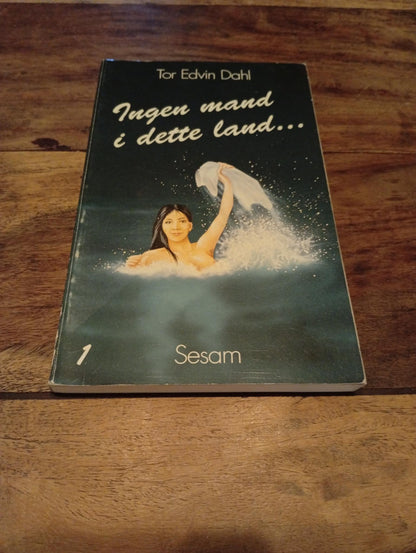 Tor Edvin Dahl
Ingen mand
i dette land...
1
Sesam